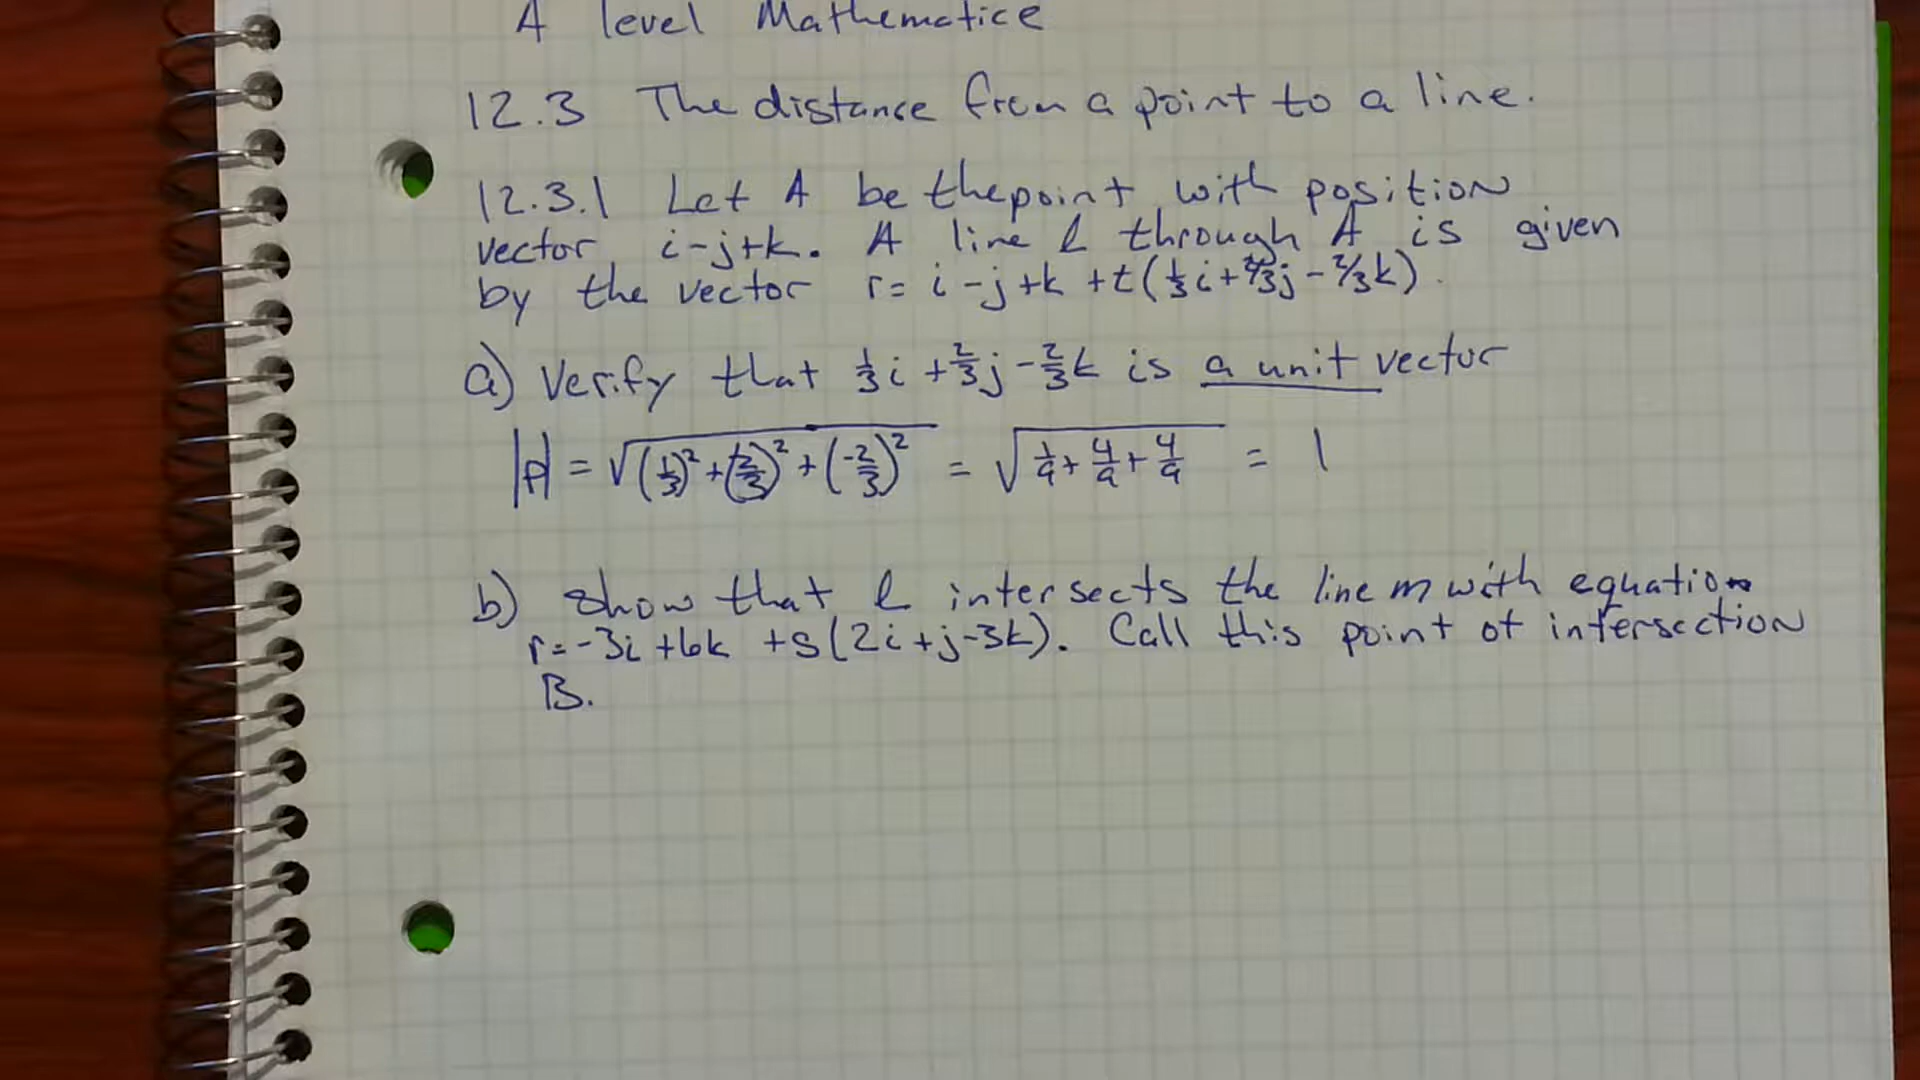 A level Mathematice
12.3 The distance from a point to a line.
12.3.1 Let A be the point with position
vector i-j+k. A line l through A is given
by the vector r= i-j+k +t(⅓i+⅔j-⅔k).
a) Verify that ⅓i+⅔j-⅔k is a unit vector
|r| = √(⅓)²+(⅔)²+(-⅔)² = √1/9+4/9+4/9 = 1
b) show that l intersects the line m with equation
r=-3i+6k +s(2i+j-3k). Call this point of intersection
B.